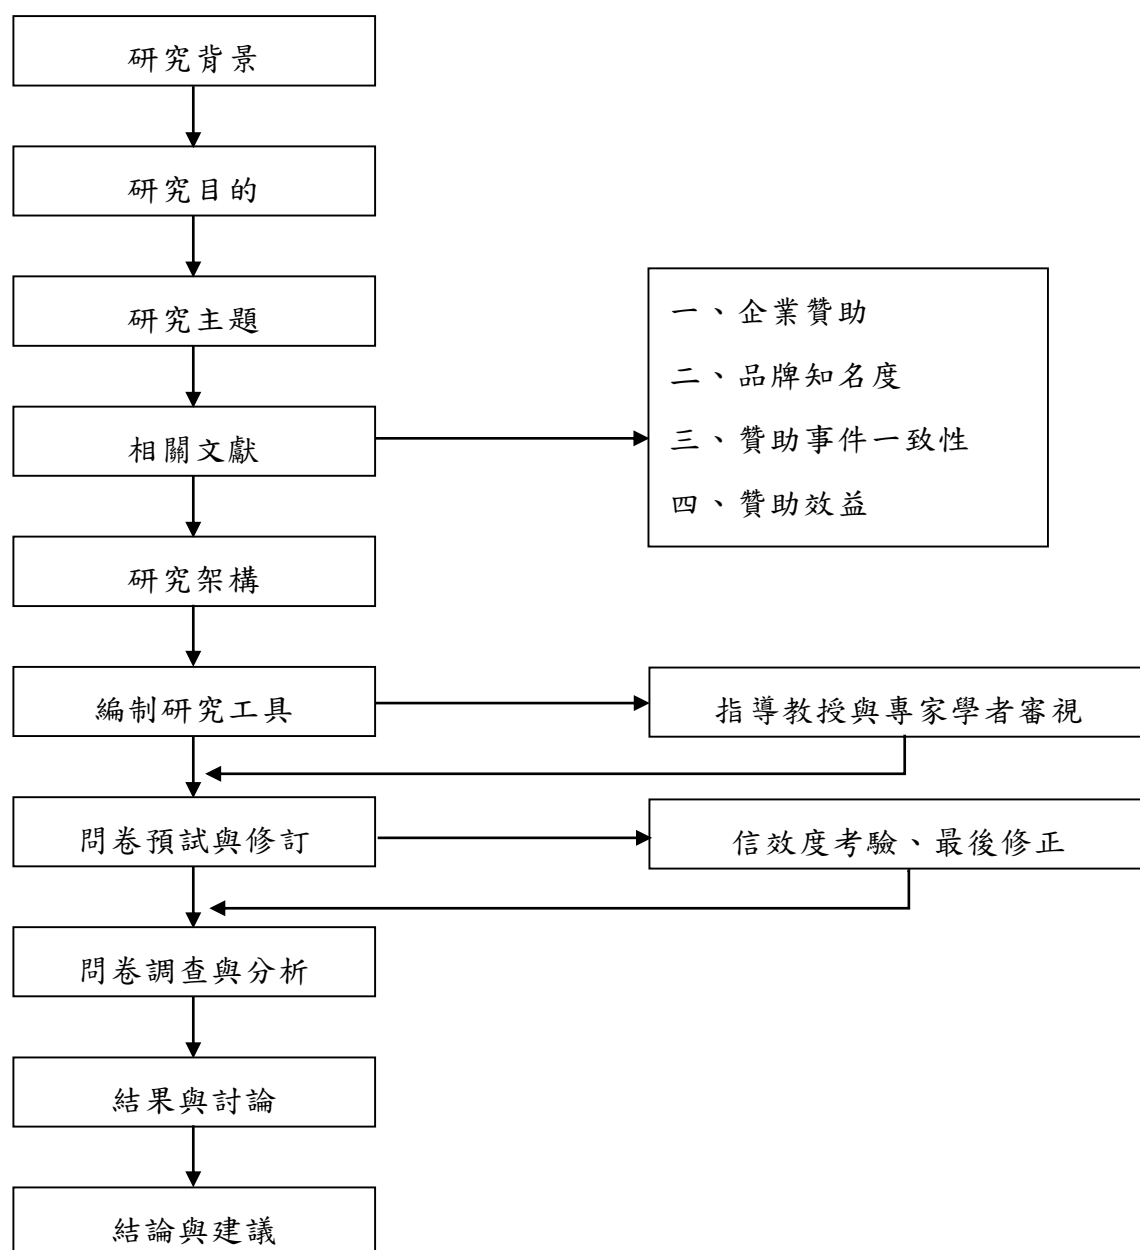 研究背景
研究目的
研究主題
一、企業贊助
二、品牌知名度
相關文獻
三、贊助事件一致性
四、贊助效益
研究架構
編制研究工具
指導教授與專家學者審視
問卷預試與修訂
信效度考驗、最後修正
問卷調查與分析
結果與討論
結論與建議